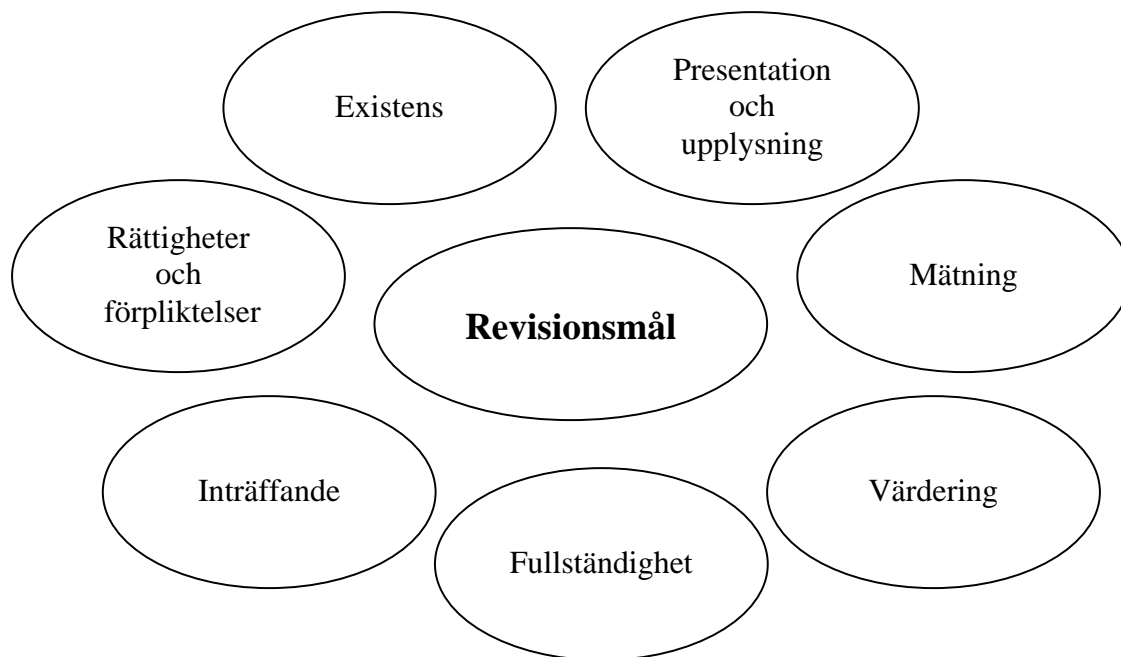 Existens
Presentation
och
upplysning
Rättigheter
och
förpliktelser
Revisionsmål
Mätning
Inträffande
Värdering
Fullständighet